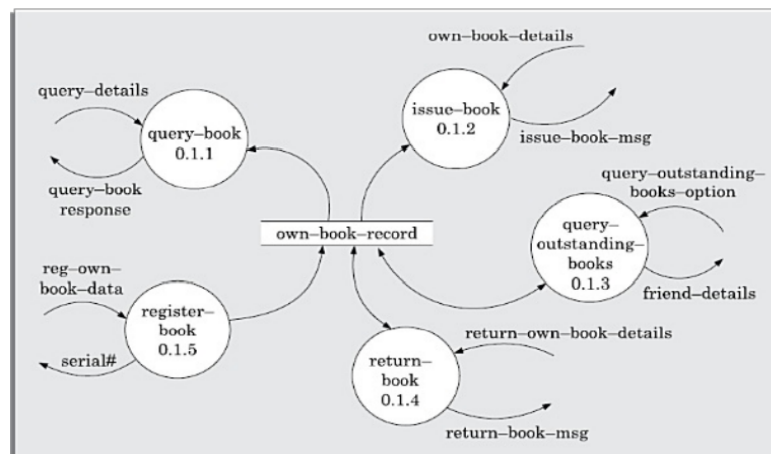 own–book–details
query–details
issue–book
0.1.2
query–book
0.1.1
issue–book–msg
query–book
response
query–outstanding–
books–option
own–book–record
query–
outstanding–
books
0.1.3
reg–own–
book–data
friend–details
register–
book
0.1.5
return–own–book–details
serial#
return–
book
0.1.4
return–book–msg